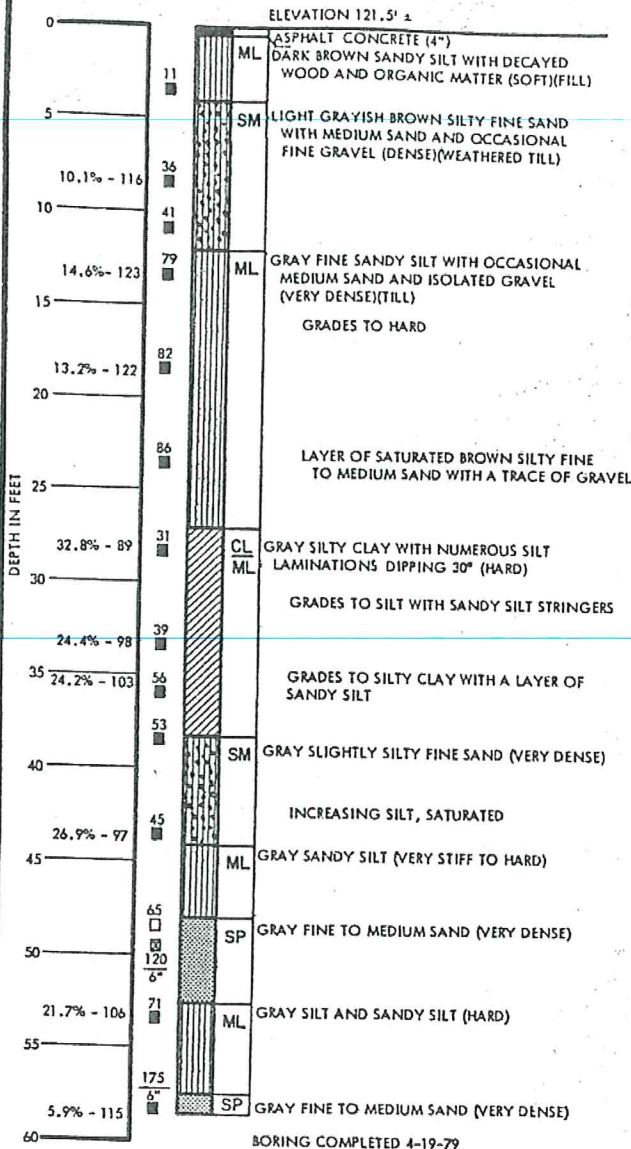 ELEVATION 121.5' ±
0
ASPHALT CONCRETE (4")
ML
DARK BROWN SANDY SILT WITH DECAYED
WOOD AND ORGANIC MATTER (SOFT)(FILL)
11
5
SM
LIGHT GRAYISH BROWN SILTY FINE SAND
WITH MEDIUM SAND AND OCCASIONAL
FINE GRAVEL (DENSE)(WEATHERED TILL)
10.1% - 116
36
10
41
14.6% - 123
79
ML
GRAY FINE SANDY SILT WITH OCCASIONAL
MEDIUM SAND AND ISOLATED GRAVEL
(VERY DENSE)(TILL)
15
GRADES TO HARD
13.2% - 122
82
20
86
LAYER OF SATURATED BROWN SILTY FINE
TO MEDIUM SAND WITH A TRACE OF GRAVEL
DEPTH IN FEET
25
32.8% - 89
31
CL
ML
GRAY SILTY CLAY WITH NUMEROUS SILT
LAMINATIONS DIPPING 30° (HARD)
30
GRADES TO SILT WITH SANDY SILT STRINGERS
24.4% - 98
39
35
24.2% - 103
56
GRADES TO SILTY CLAY WITH A LAYER OF
SANDY SILT
53
SM
GRAY SLIGHTLY SILTY FINE SAND (VERY DENSE)
40
INCREASING SILT, SATURATED
26.9% - 97
45
45
ML
GRAY SANDY SILT (VERY STIFF TO HARD)
65
SP
GRAY FINE TO MEDIUM SAND (VERY DENSE)
50
120
6"
21.7% - 106
71
ML
GRAY SILT AND SANDY SILT (HARD)
55
175
6"
5.9% - 115
SP
GRAY FINE TO MEDIUM SAND (VERY DENSE)
60
BORING COMPLETED 4-19-79